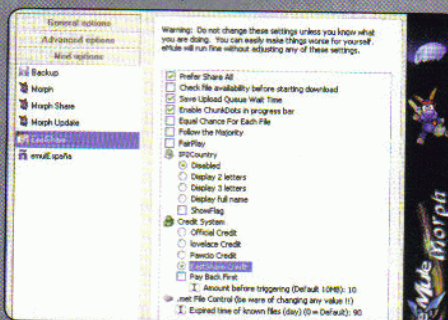 General options
Advanced options
Mod options
Backup
Morph
Morph Share
Morph Update
emulEspaña
Warning: Do not change these settings unless you know what
you are doing. You can easily make things worse for yourself.
eMule will run fine without adjusting any of these settings.
Prefer Share All
Check file availability before starting download
Save Upload Queue Wait Time
Enable ChunkDots in progress bar
Equal Chance For Each File
Follow the Majority
FairPlay
IP2Country
Disabled
Display 2 letters
Display 3 letters
Display full name
ShowFlag
Credit System
Official Credit
lovelace Credit
Pawcio Credit
EastShare Credit
Pay Back First
Amount before triggering (Default 10MB): 10
.met File Control (be ware of changing any value !!)
Expired time of known files (day) (0 = Default): 90
eMule Morph